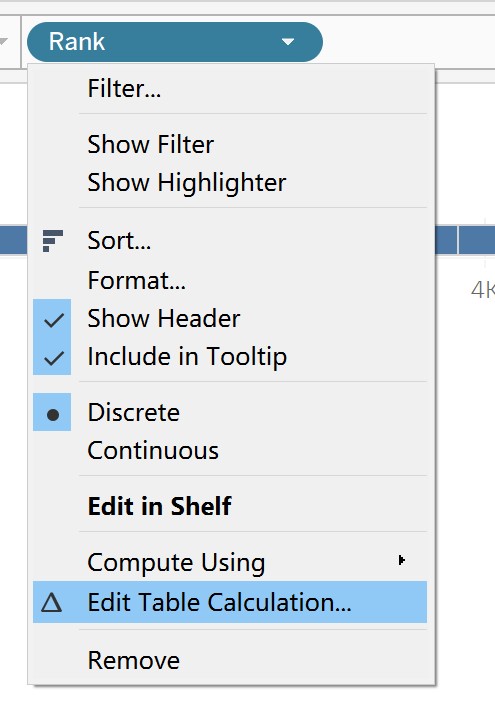 Rank
Filter...
Show Filter
Show Highlighter
Sort...
Format...
4K
Show Header
Include in Tooltip
Discrete
Continuous
Edit in Shelf
Compute Using
Edit Table Calculation...
Remove